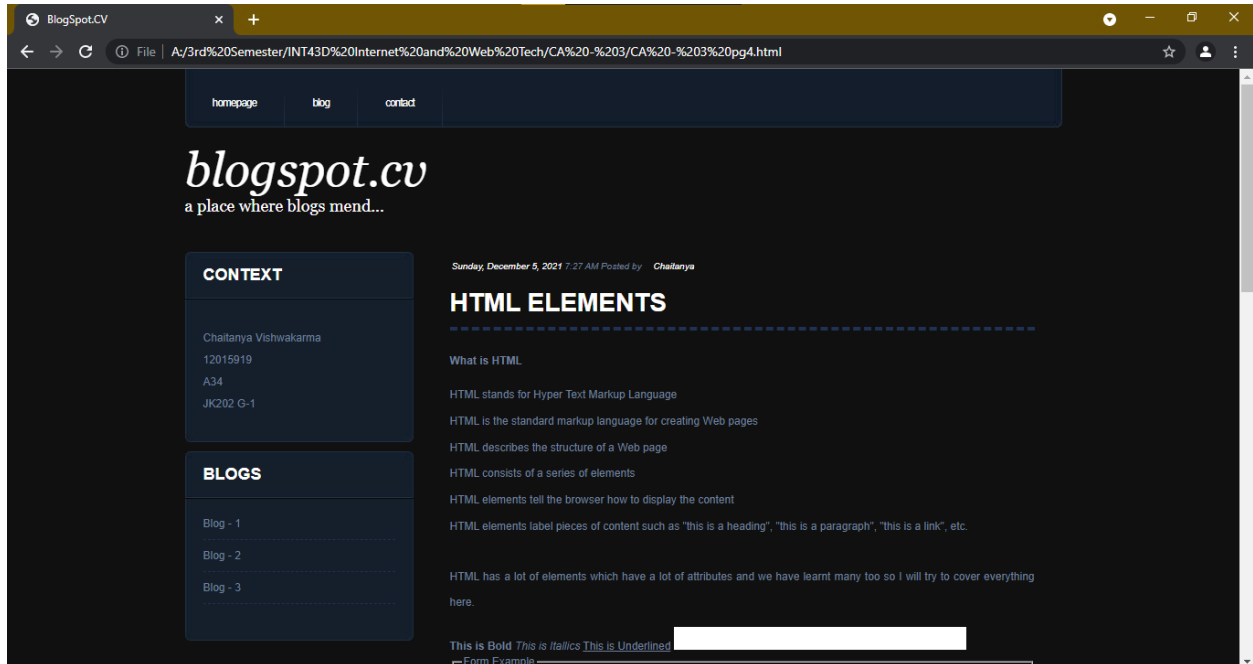 BlogSpot.CV
File | A:/3rd%20Semester/INT43D%20Internet%20and%20Web%20Tech/CA%20-%203/CA%20-%203%20pg4.html
homepage blog contact
blogspot.cv
a place where blogs mend...
CONTEXT
Chaitanya Vishwakarma
12015919
A34
JK202 G-1
BLOGS
Blog - 1
Blog - 2
Blog - 3
Sunday, December 5, 2021 7:27 AM Posted by Chaitanya
HTML ELEMENTS
What is HTML
HTML stands for Hyper Text Markup Language
HTML is the standard markup language for creating Web pages
HTML describes the structure of a Web page
HTML consists of a series of elements
HTML elements tell the browser how to display the content
HTML elements label pieces of content such as "this is a heading", "this is a paragraph", "this is a link", etc.
HTML has a lot of elements which have a lot of attributes and we have learnt many too so I will try to cover everything
here.
This is Bold This is Itallics This is Underlined
Form Example